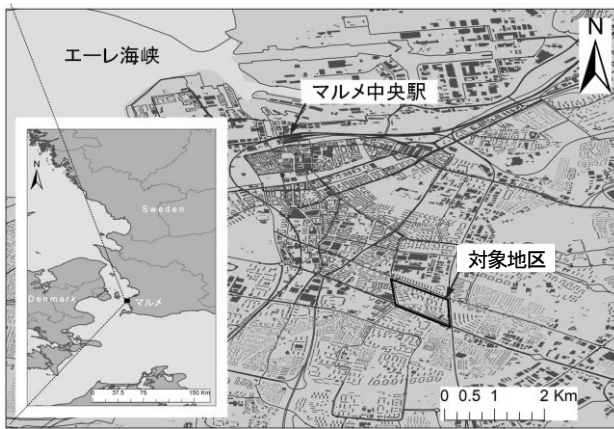 エーレ海峡
N
マルメ中央駅
N
Sweden
対象地区
Denmark
マルメ
0 37.5 75 150 Km
0 0.5 1 2 Km